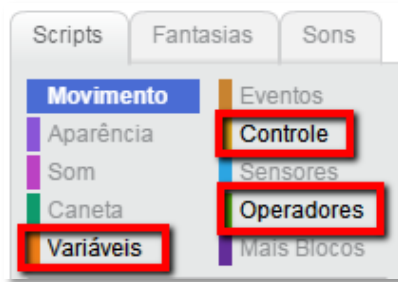 Scripts Fantasias Sons
Movimento Eventos
Aparência Controle
Som Sensores
Caneta Operadores
Variáveis Mais Blocos